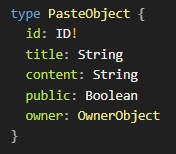 type PasteObject {
  id: ID!
  title: String
  content: String
  public: Boolean
  owner: OwnerObject
}